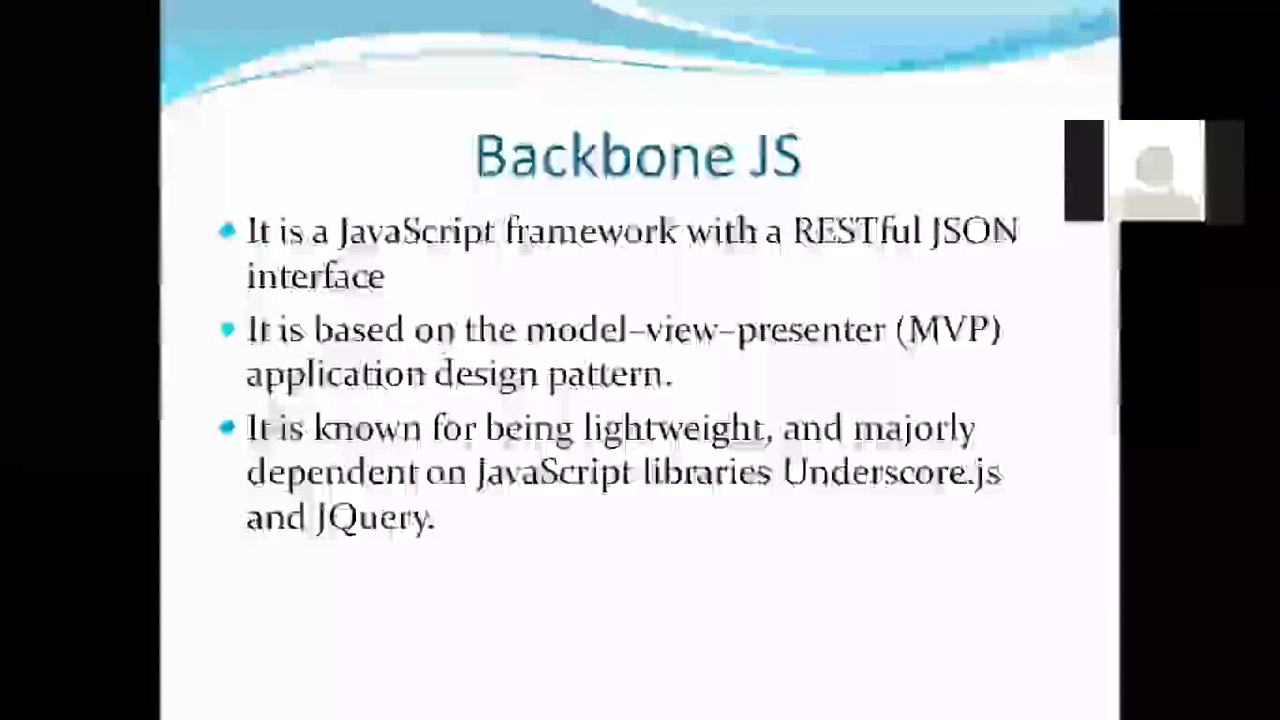 Backbone JS
It is a JavaScript framework with a RESTful JSON
interface
It is based on the model–view–presenter (MVP)
application design pattern.
It is known for being lightweight, and majorly
dependent on JavaScript libraries Underscore.js
and JQuery.